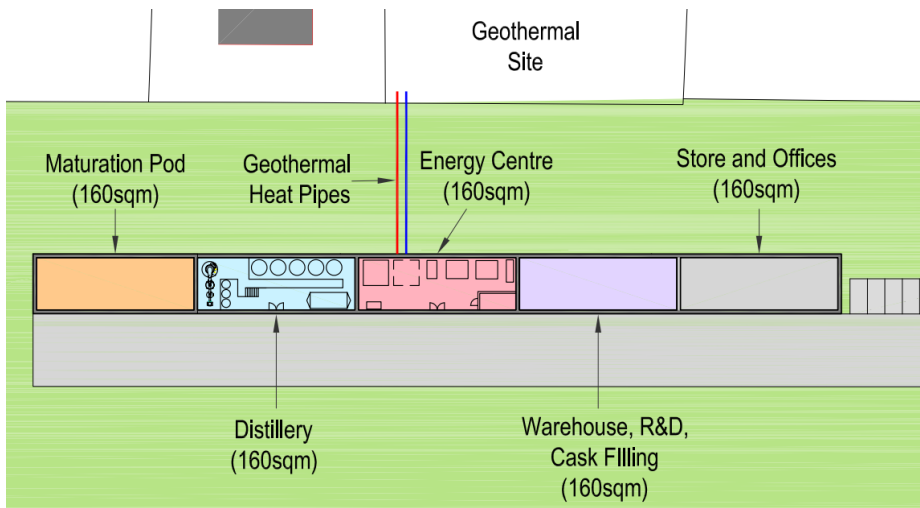 Geothermal
Site
Maturation Pod
(160sqm)
Geothermal
Heat Pipes
Energy Centre
(160sqm)
Store and Offices
(160sqm)
Distillery
(160sqm)
Warehouse, R&D,
Cask FIlling
(160sqm)